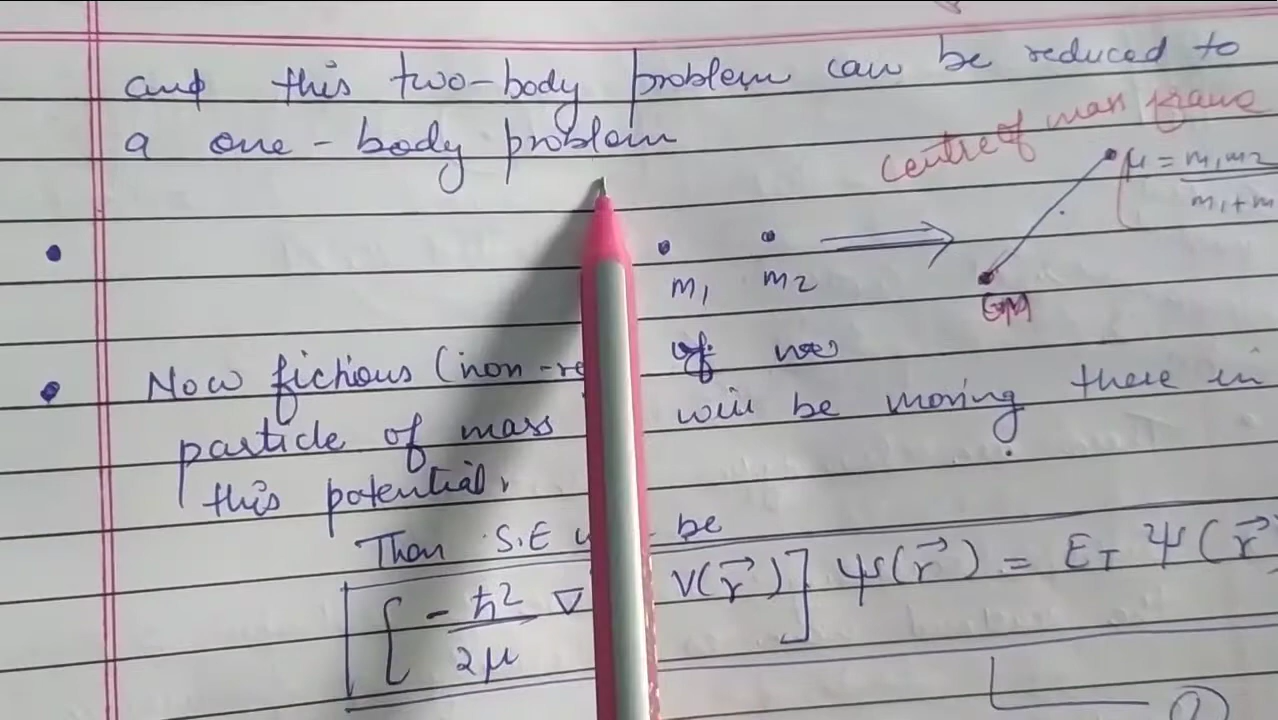 and this two-body problem can be reduced to
a one-body problem
centre of mass frame
μ = m1m2
m1+m
m1 m2
CM
Now fictious (non-re
particle of mass will be moving there in
this potential.
Then S.E be
[ -ħ²/2μ ∇ V(r⃗) ] ψ(r⃗) = ET ψ(r⃗)